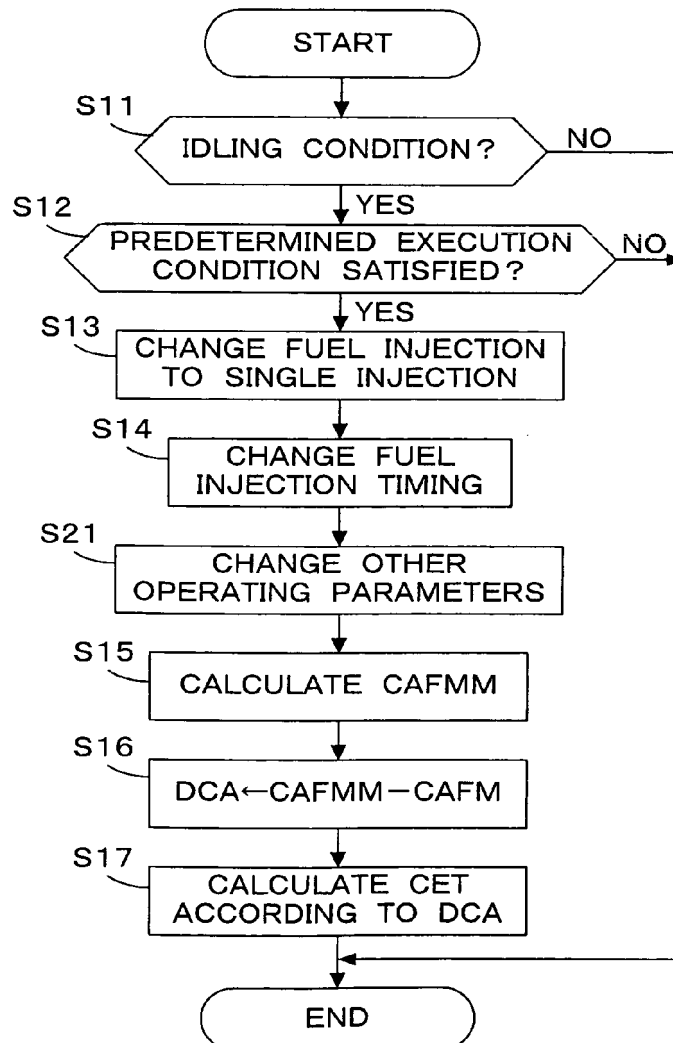 START
S11
IDLING CONDITION?
NO
YES
S12
PREDETERMINED EXECUTION
CONDITION SATISFIED?
NO
YES
S13
CHANGE FUEL INJECTION
TO SINGLE INJECTION
S14
CHANGE FUEL
INJECTION TIMING
S21
CHANGE OTHER
OPERATING PARAMETERS
S15
CALCULATE CAFMM
S16
DCA←CAFMM−CAFM
S17
CALCULATE CET
ACCORDING TO DCA
END